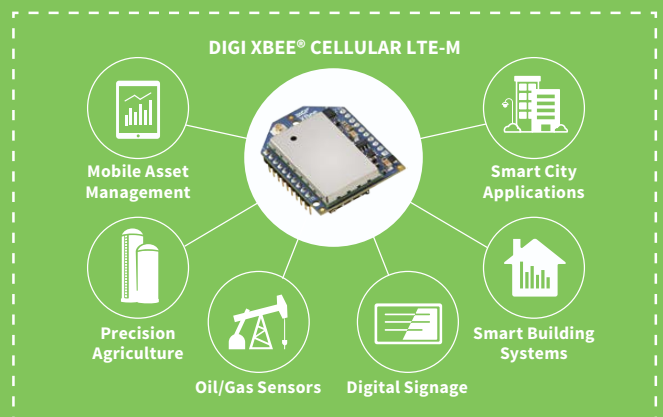 DIGI XBEE® CELLULAR LTE-M
Mobile Asset
Management
Smart City
Applications
Precision
Agriculture
Smart Building
Systems
Oil/Gas Sensors
Digital Signage